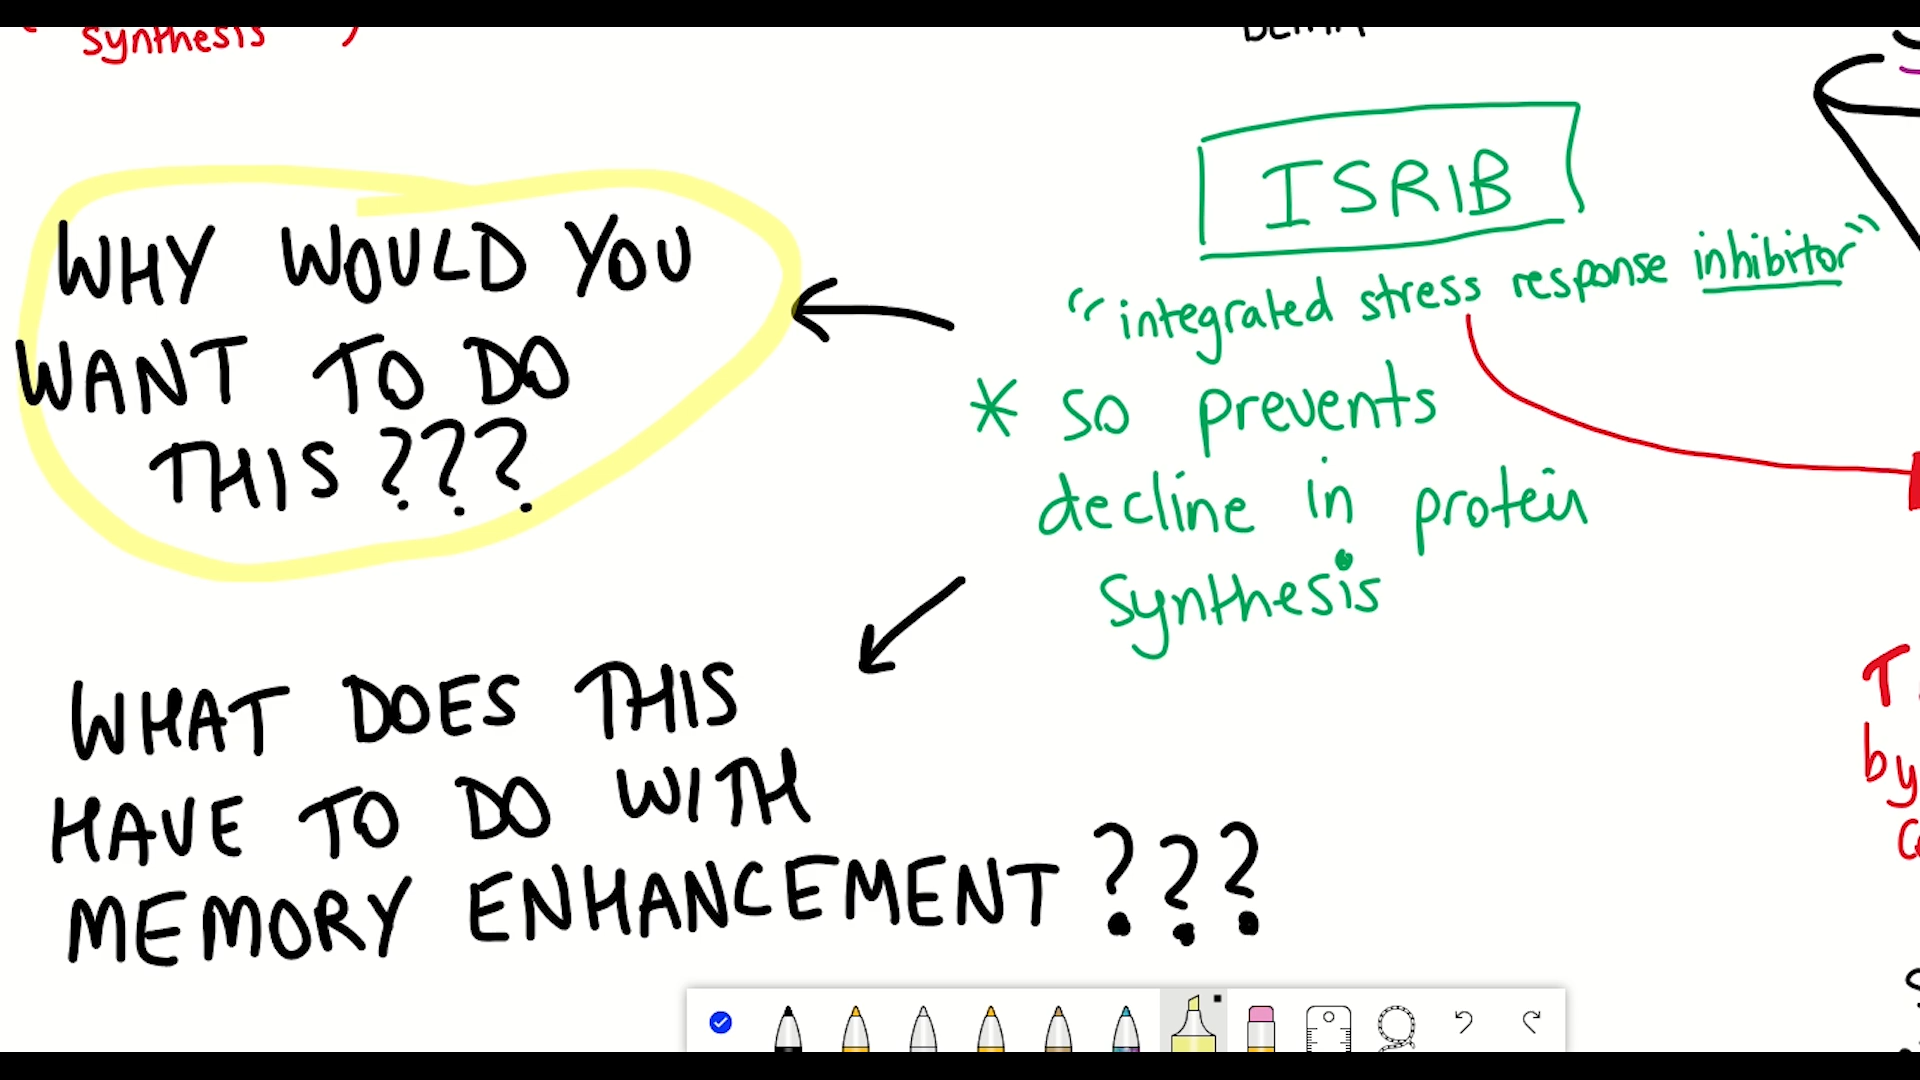 synthesis )
WHY WOULD YOU
WANT TO DO
THIS???
ISRIB
"integrated stress response inhibitor"
* so prevents
decline in protein
synthesis
WHAT DOES THIS
HAVE TO DO WITH
MEMORY ENHANCEMENT ???
by